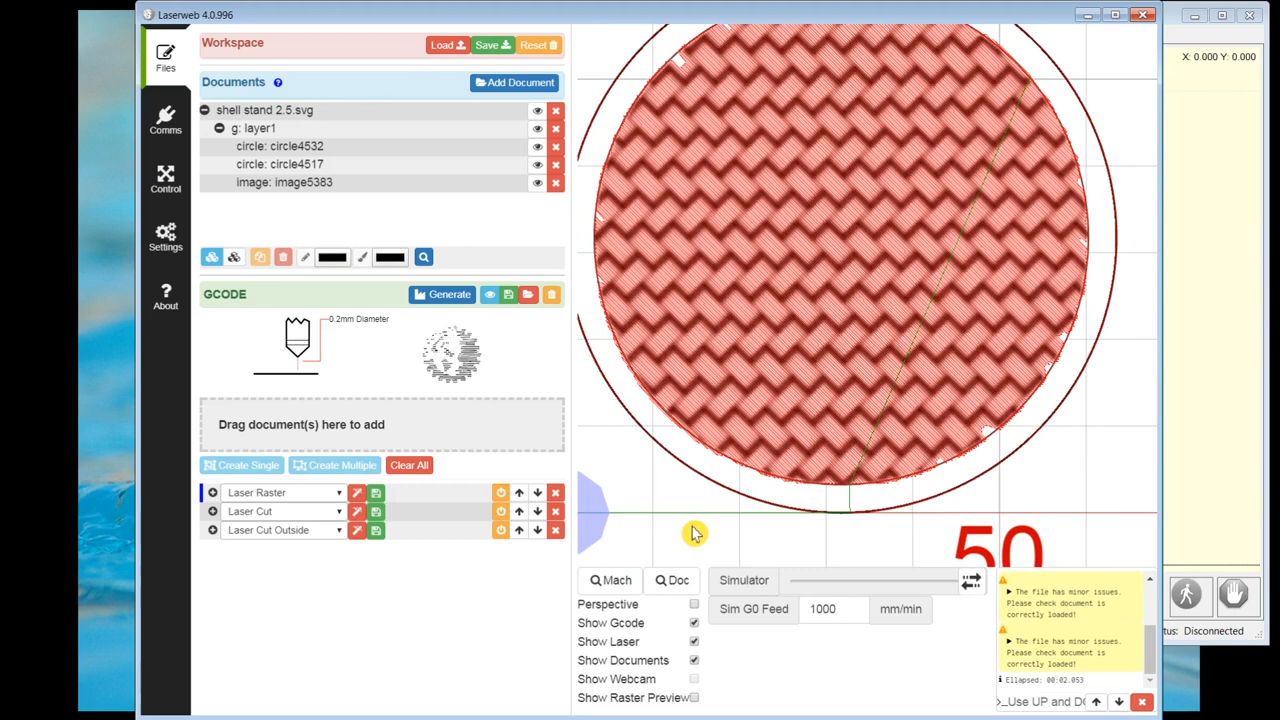 Laserweb 4.0.996
Files
Comms
Control
Settings
About
Workspace
Load
Save
Reset
Documents
Add Document
shell stand 2.5.svg
g: layer1
circle: circle4532
circle: circle4517
image: image5383
GCODE
Generate
0.2mm Diameter
Drag document(s) here to add
Create Single
Create Multiple
Clear All
Laser Raster
Laser Cut
Laser Cut Outside
50
Mach
Doc
Simulator
Perspective
Sim G0 Feed 1000 mm/min
Show Gcode
Show Laser
Show Documents
Show Webcam
Show Raster Preview
The file has minor issues.
Please check document is
correctly loaded!
The file has minor issues.
Please check document is
correctly loaded!
Ellapsed: 00:02.053
>_Use UP and DO
X: 0.000 Y: 0.000
tus: Disconnected